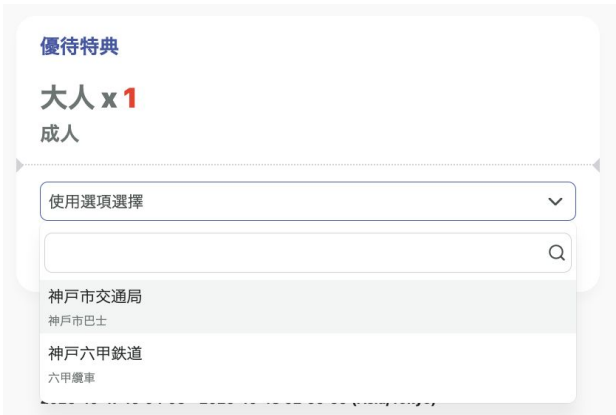 優待特典
大人 x 1
成人
使用選項選擇
神戸市交通局
神戶市巴士
神戸六甲鉄道
六甲纜車